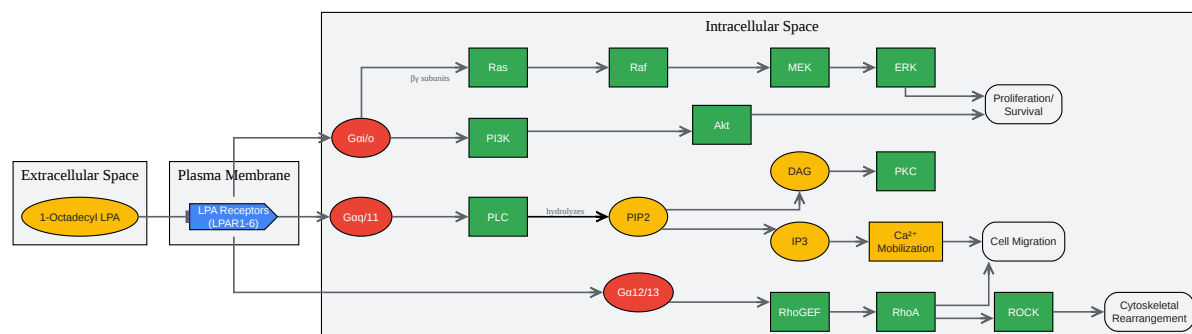 Intracellular Space
Ras
Raf
MEK
ERK
βγ subunits
Proliferation/
Survival
Gαi/o
PI3K
Akt
Extracellular Space
1-Octadecyl LPA
Plasma Membrane
LPA Receptors
(LPAR1-6)
Gαq/11
PLC
hydrolyzes
PIP2
DAG
PKC
IP3
Ca²⁺
Mobilization
Cell Migration
Gα12/13
RhoGEF
RhoA
ROCK
Cytoskeletal
Rearrangement